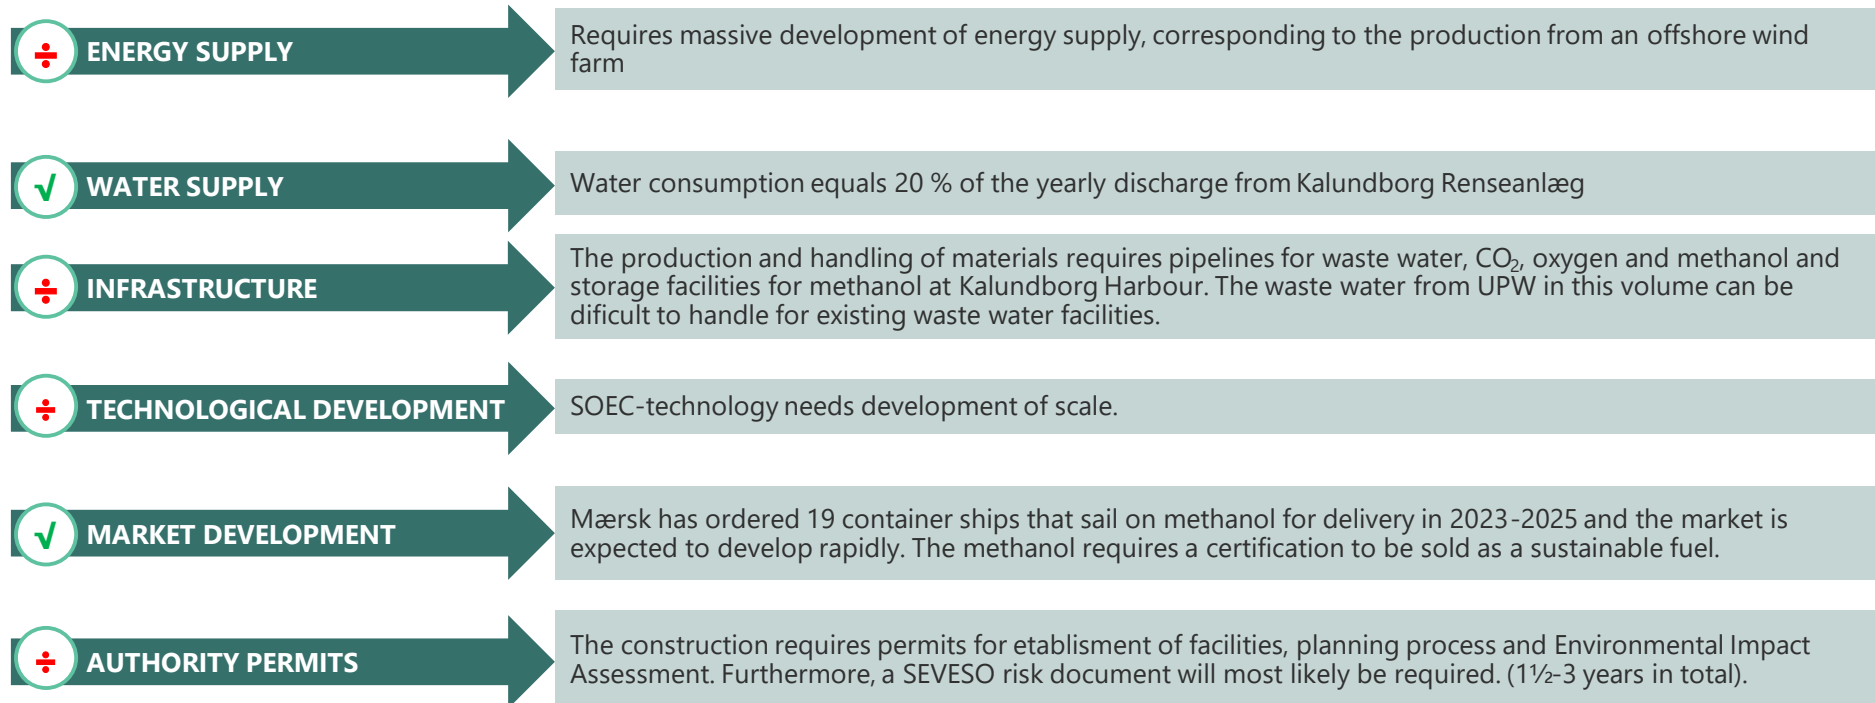 ÷ ENERGY SUPPLY
Requires massive development of energy supply, corresponding to the production from an offshore wind
farm
√ WATER SUPPLY
Water consumption equals 20 % of the yearly discharge from Kalundborg Renseanlæg
÷ INFRASTRUCTURE
The production and handling of materials requires pipelines for waste water, CO₂, oxygen and methanol and
storage facilities for methanol at Kalundborg Harbour. The waste water from UPW in this volume can be
dificult to handle for existing waste water facilities.
÷ TECHNOLOGICAL DEVELOPMENT
SOEC-technology needs development of scale.
√ MARKET DEVELOPMENT
Mærsk has ordered 19 container ships that sail on methanol for delivery in 2023-2025 and the market is
expected to develop rapidly. The methanol requires a certification to be sold as a sustainable fuel.
÷ AUTHORITY PERMITS
The construction requires permits for etablisment of facilities, planning process and Environmental Impact
Assessment. Furthermore, a SEVESO risk document will most likely be required. (1½-3 years in total).